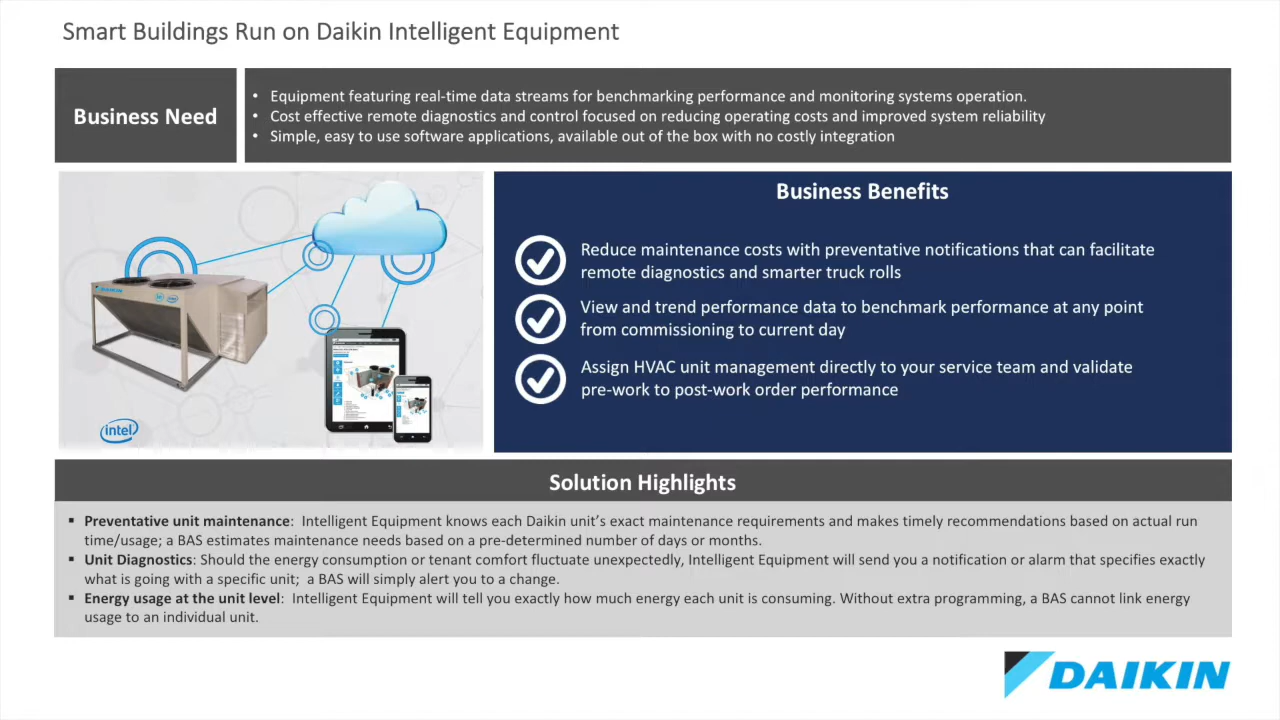 Smart Buildings Run on Daikin Intelligent Equipment
Business Need
• Equipment featuring real-time data streams for benchmarking performance and monitoring systems operation.
• Cost effective remote diagnostics and control focused on reducing operating costs and improved system reliability
• Simple, easy to use software applications, available out of the box with no costly integration
DAIKIN
intel
Business Benefits
Reduce maintenance costs with preventative notifications that can facilitate
remote diagnostics and smarter truck rolls
View and trend performance data to benchmark performance at any point
from commissioning to current day
Assign HVAC unit management directly to your service team and validate
pre-work to post-work order performance
Solution Highlights
▪ Preventative unit maintenance: Intelligent Equipment knows each Daikin unit's exact maintenance requirements and makes timely recommendations based on actual run
time/usage; a BAS estimates maintenance needs based on a pre-determined number of days or months.
▪ Unit Diagnostics: Should the energy consumption or tenant comfort fluctuate unexpectedly, Intelligent Equipment will send you a notification or alarm that specifies exactly
what is going with a specific unit; a BAS will simply alert you to a change.
▪ Energy usage at the unit level: Intelligent Equipment will tell you exactly how much energy each unit is consuming. Without extra programming, a BAS cannot link energy
usage to an individual unit.
DAIKIN